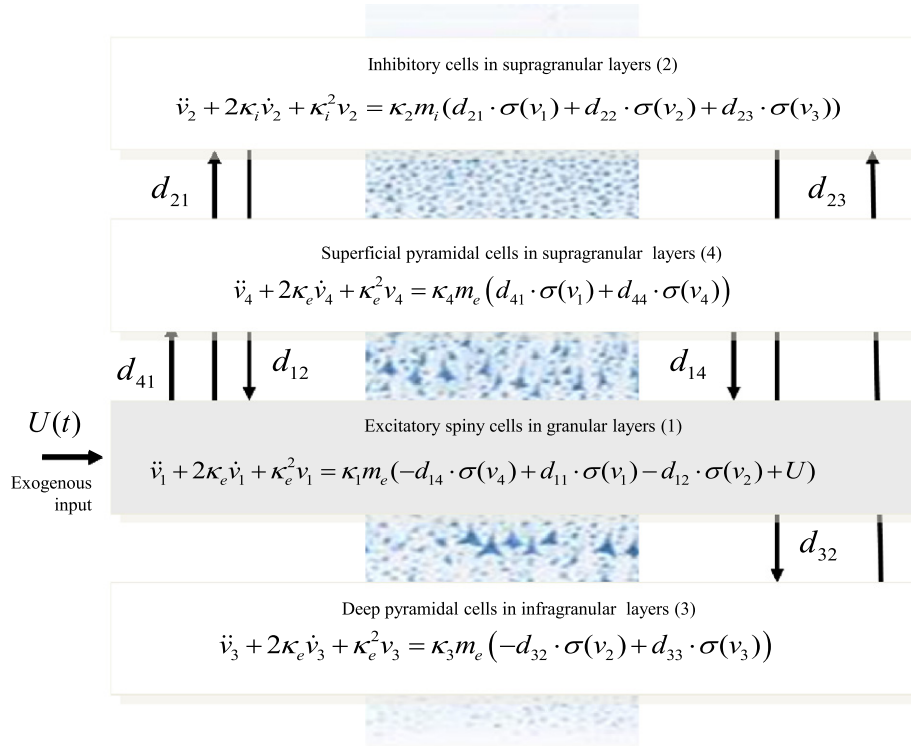 Inhibitory cells in supragranular layers (2)
v̈₂ + 2κᵢv̇₂ + κᵢ²v₂ = κ₂mᵢ(d₂₁·σ(v₁) + d₂₂·σ(v₂) + d₂₃·σ(v₃))
d₂₁
d₂₃
Superficial pyramidal cells in supragranular layers (4)
v̈₄ + 2κₑv̇₄ + κₑ²v₄ = κ₄mₑ(d₄₁·σ(v₁) + d₄₄·σ(v₄))
d₄₁
d₁₂
d₁₄
U(t)
Exogenous
input
Excitatory spiny cells in granular layers (1)
v̈₁ + 2κₑv̇₁ + κₑ²v₁ = κ₁mₑ(−d₁₄·σ(v₄) + d₁₁·σ(v₁) − d₁₂·σ(v₂) + U)
d₃₂
Deep pyramidal cells in infragranular layers (3)
v̈₃ + 2κₑv̇₃ + κₑ²v₃ = κ₃mₑ(−d₃₂·σ(v₂) + d₃₃·σ(v₃))